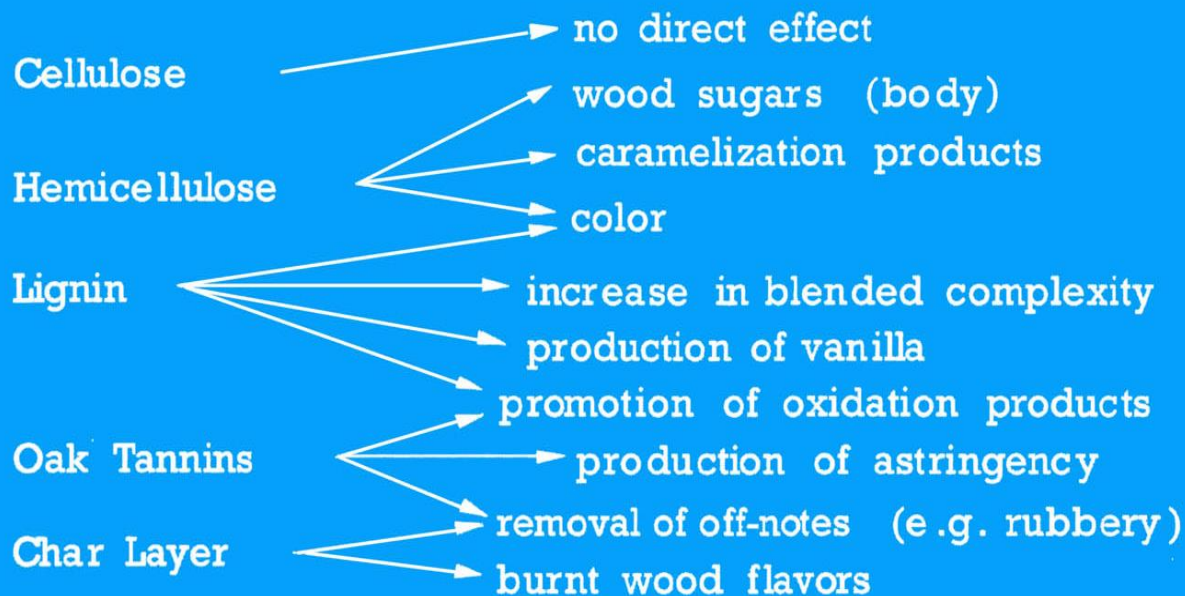 no direct effect
Cellulose
wood sugars (body)
caramelization products
Hemicellulose
color
Lignin
increase in blended complexity
production of vanilla
promotion of oxidation products
Oak Tannins
production of astringency
removal of off-notes (e.g. rubbery)
Char Layer
burnt wood flavors